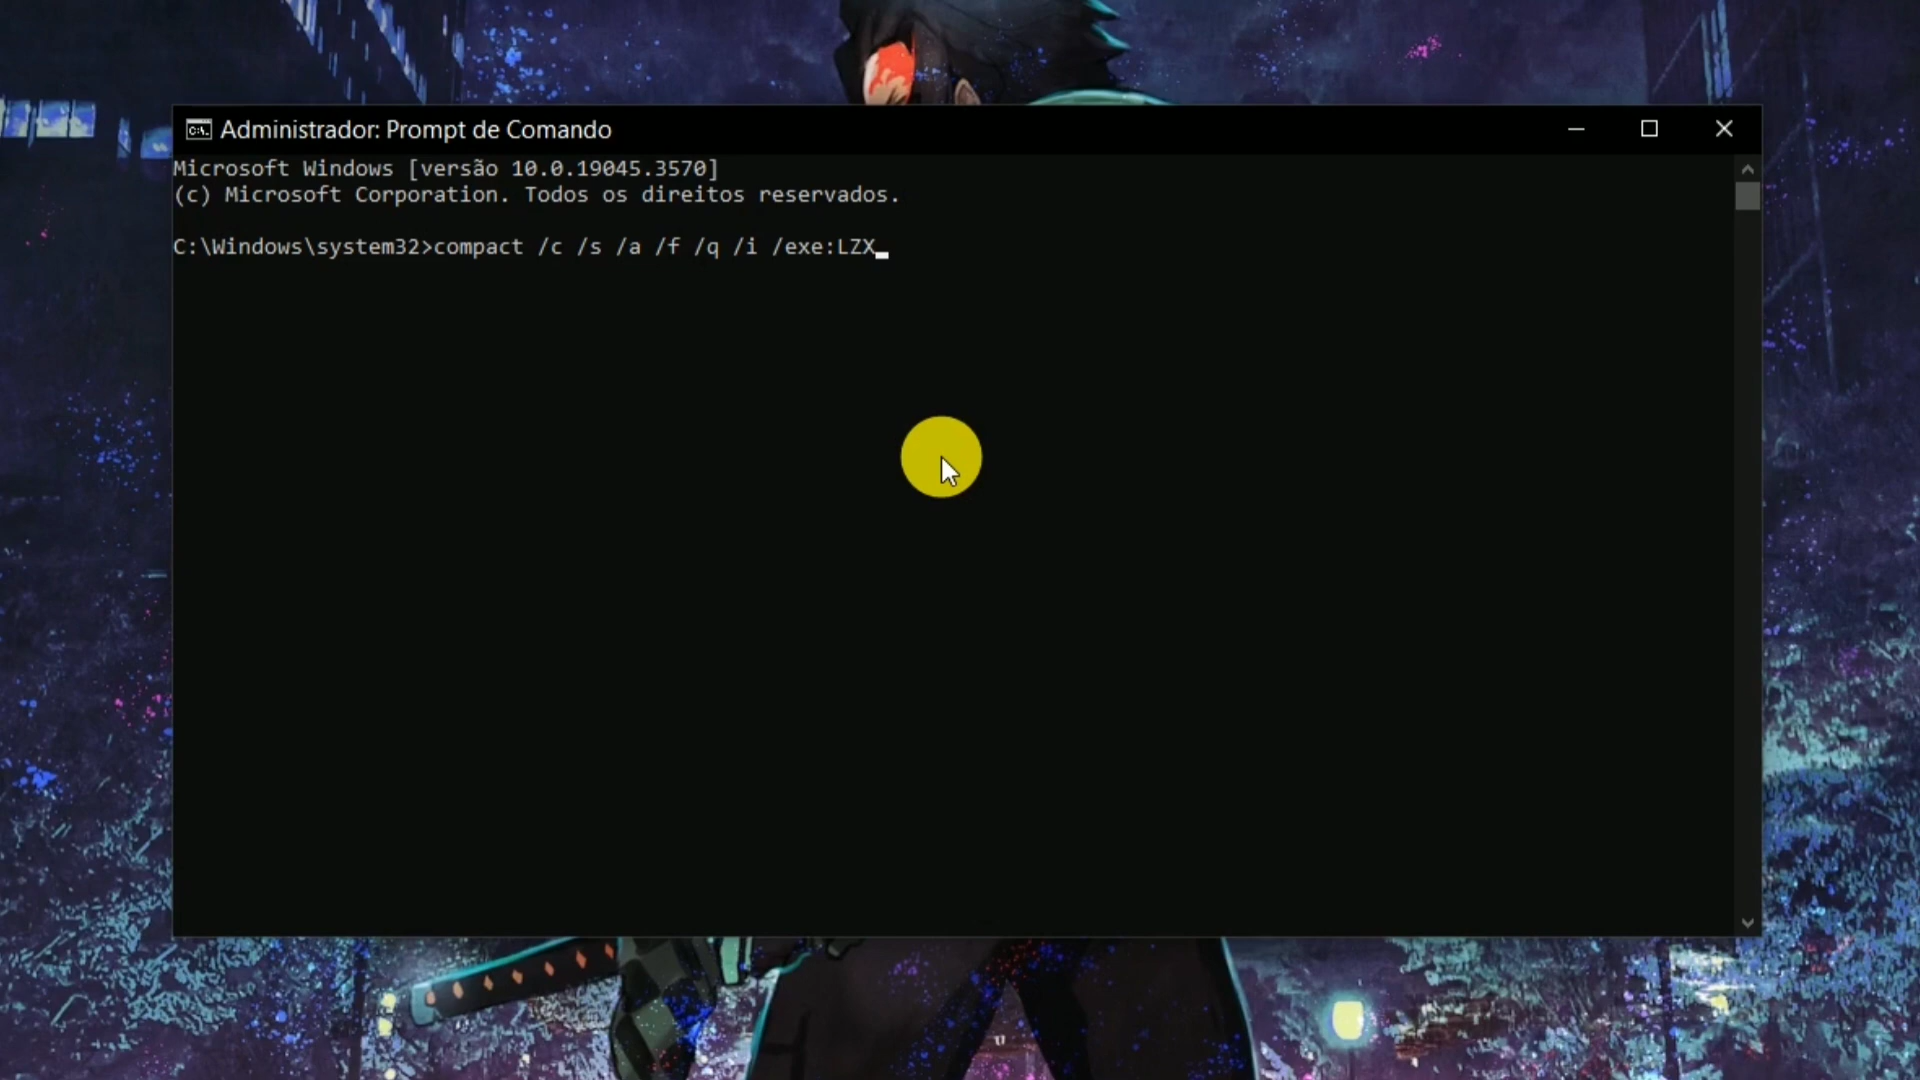 Administrador: Prompt de Comando
Microsoft Windows [versão 10.0.19045.3570]
(c) Microsoft Corporation. Todos os direitos reservados.
C:\Windows\system32>compact /c /s /a /f /q /i /exe:LZX